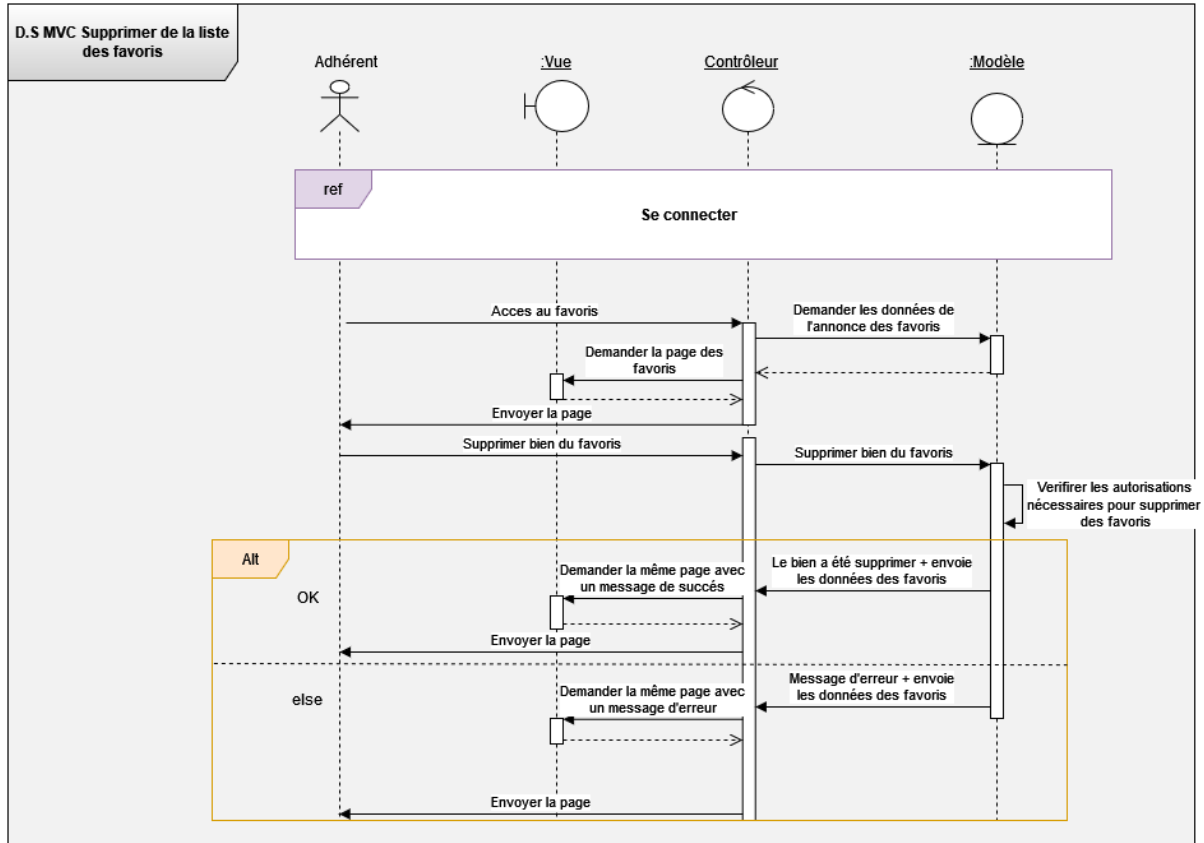 D.S MVC Supprimer de la liste
des favoris
Adhérent
:Vue
Contrôleur
:Modèle
ref
Se connecter
Acces au favoris
Demander les données de
l'annonce des favoris
Demander la page des
favoris
Envoyer la page
Supprimer bien du favoris
Supprimer bien du favoris
Verifirer les autorisations
nécessaires pour supprimer
des favoris
Alt
OK
Le bien a été supprimer + envoie
les données des favoris
Demander la même page avec
un message de succés
Envoyer la page
else
Message d'erreur + envoie
les données des favoris
Demander la même page avec
un message d'erreur
Envoyer la page